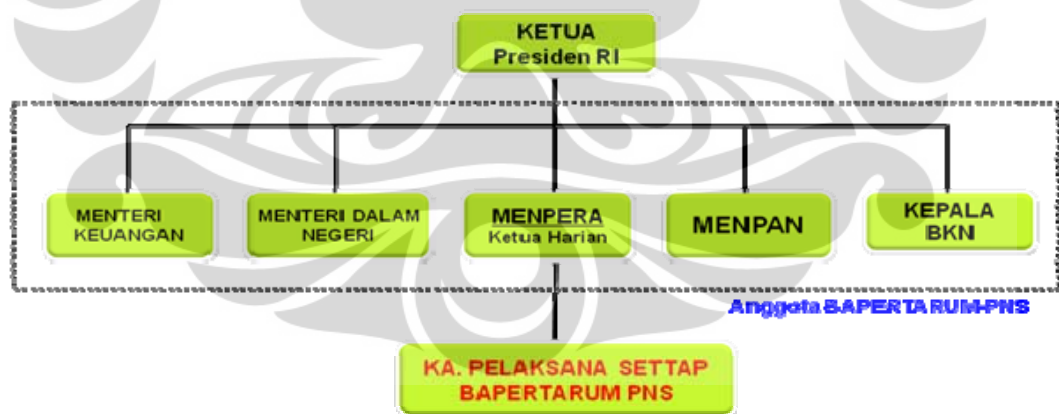 KETUA
Presiden RI
MENTERI
KEUANGAN
MENTERI DALAM
NEGERI
MENPERA
Ketua Harian
MENPAN
KEPALA
BKN
Anggota BAPERTARUM-PNS
KA. PELAKSANA SETTAP
BAPERTARUM PNS